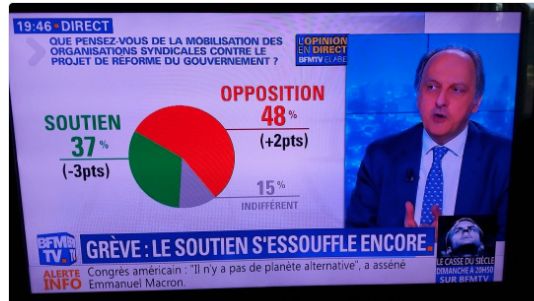 19:46 • DIRECT
QUE PENSEZ-VOUS DE LA MOBILISATION DES
ORGANISATIONS SYNDICALES CONTRE LE
PROJET DE RÉFORME DU GOUVERNEMENT ?
L'OPINION
EN DIRECT
BFMTV ELABE
OPPOSITION
48%
(+2pts)
SOUTIEN
37%
(-3pts)
15%
INDIFFÉRENT
BFM
TV.
GRÈVE : LE SOUTIEN S'ESSOUFFLE ENCORE.
ALERTE
INFO
Congrès américain : "Il n'y a pas de planète alternative", a asséné
Emmanuel Macron.
LE CASSE DU SIÈCLE
DIMANCHE À 20H50
SUR BFMTV